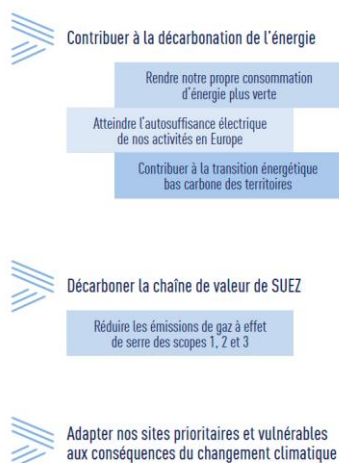 Contribuer à la décarbonation de l'énergie
Rendre notre propre consommation
d'énergie plus verte
Atteindre l'autosuffisance électrique
de nos activités en Europe
Contribuer à la transition énergétique
bas carbone des territoires
Décarboner la chaîne de valeur de SUEZ
Réduire les émissions de gaz à effet
de serre des scopes 1, 2 et 3
Adapter nos sites prioritaires et vulnérables
aux conséquences du changement climatique